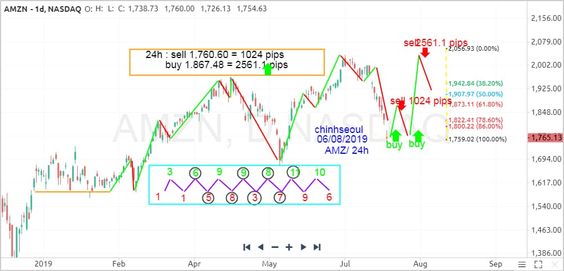 AMZN - 1d, NASDAQ O: H: L: C: 1,738.73 1,760.00 1,726.13 1,754.63
2,156.00
2,079.00
2,002.00
1,925.00
1,848.00
1,765.13
1,694.00
1,617.00
1,540.00
1,463.00
1,386.00
24h : sell 1,760.60 = 1024 pips
buy 1.867.48 = 2561.1 pips
sell2561.1 pips
2,056.93 (0.00%)
1,942.84 (38.20%)
1,907.97 (50.00%)
1,873.11 (61.80%)
1,822.41 (78.60%)
1,800.22 (86.00%)
1,759.02 (100.00%)
sell 1024 pips
buy
buy
AMZN, 1D, NASDAQ
chinhseoul
06/08/2019
AMZ/ 24h
3 6 9 9 8 11 10
1 1 5 8 3 7 9 6
2019 Feb Mar Apr May Jun Jul Aug Sep